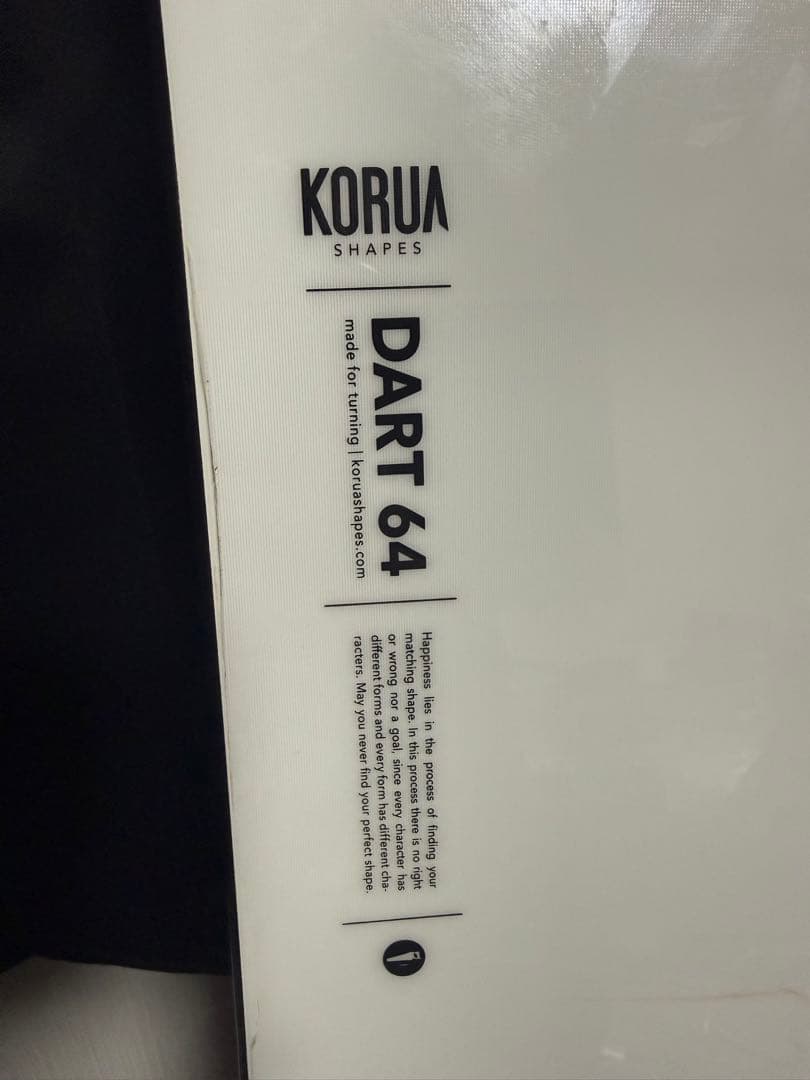 KORUA
SHAPES
DART 64
made for turning | koruashapes.com
Happiness lies in the process of finding your
matching shape. In this process there is no right
or wrong nor a goal, since every character has
different forms and every form has different cha-
racters. May you never find your perfect shape.